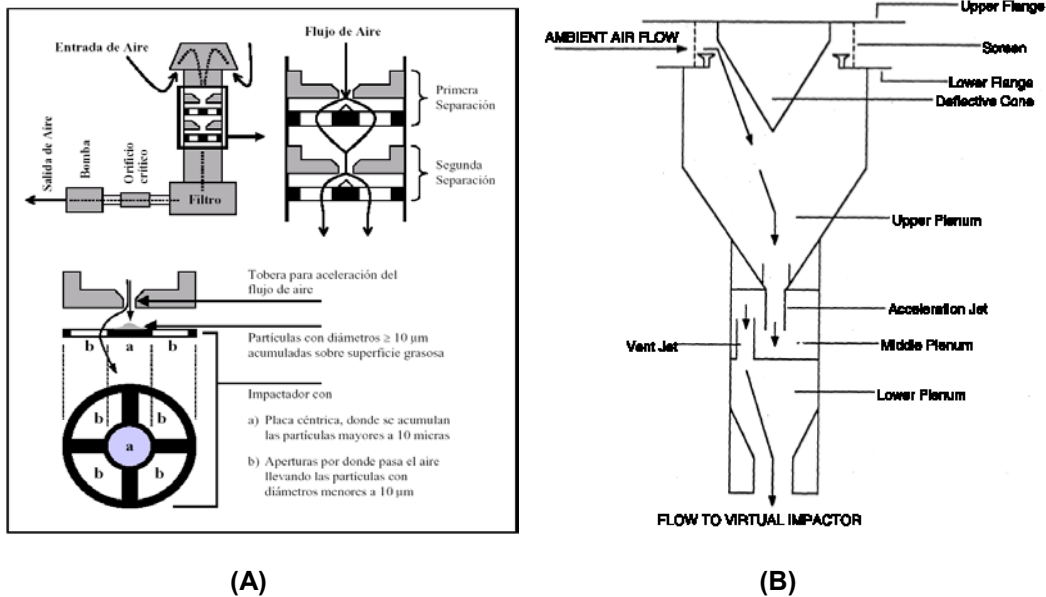 Entrada de Aire
Flujo de Aire
Primera
Separación
Segunda
Separación
Salida de Aire
Bomba
Orificio
crítico
Filtro
Tobera para aceleración del
flujo de aire
Partículas con diámetros ≥ 10 µm
acumuladas sobre superficie grasosa
b a b
Impactador con
a) Placa céntrica, donde se acumulan
las partículas mayores a 10 micras
b) Aperturas por donde pasa el aire
llevando las partículas con
diámetros menores a 10 µm
b b
a
b b
(A)
Upper Flange
AMBIENT AIR FLOW
Screen
Lower Flange
Deflective Cone
Upper Plenum
Acceleration Jet
Vent Jet
Middle Plenum
Lower Plenum
FLOW TO VIRTUAL IMPACTOR
(B)